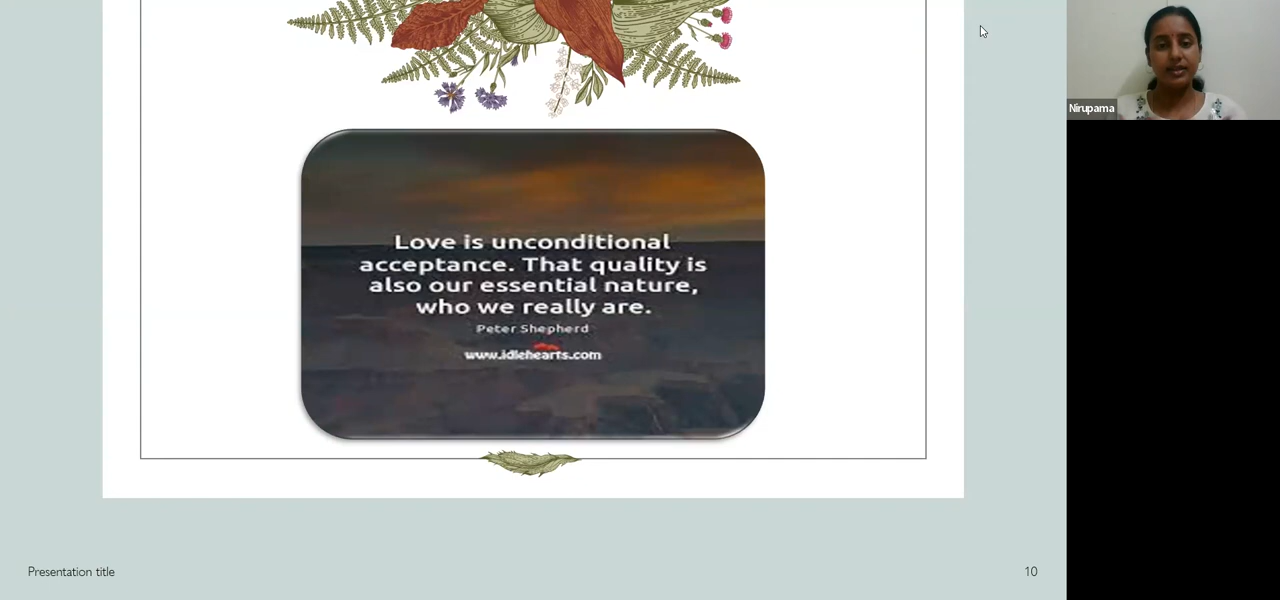 Nirupama
Love is unconditional
acceptance. That quality is
also our essential nature,
who we really are.
Peter Shepherd
www.idlehearts.com
Presentation title
10